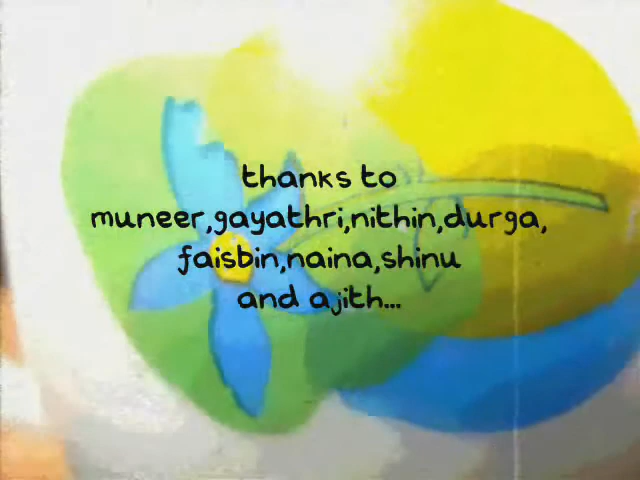 thanks to
muneer,gayathri,nithin,durga,
faisbin,naina,shinu
and ajith...